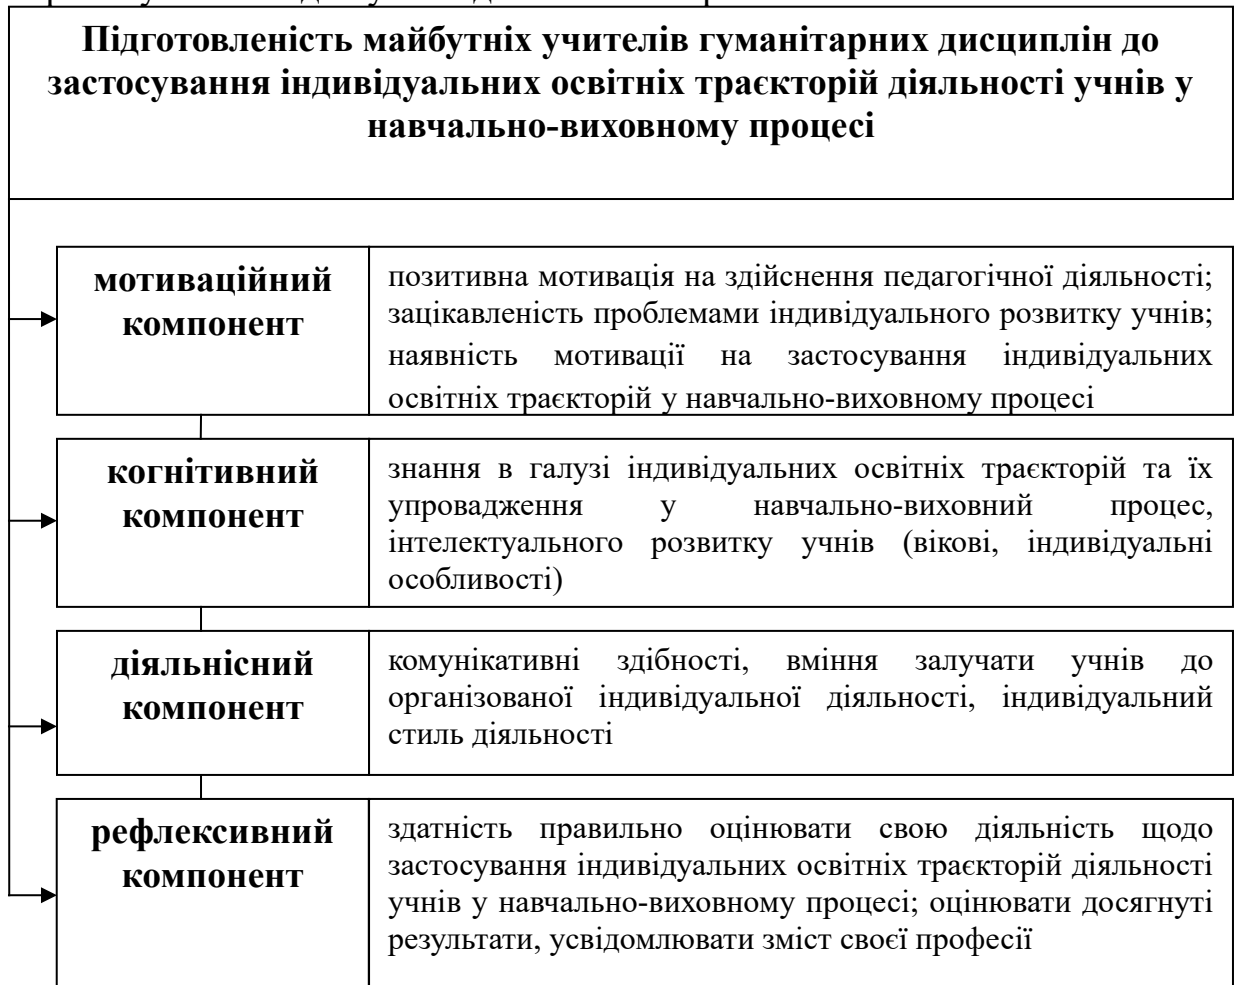 Підготовленість майбутніх учителів гуманітарних дисциплін до
застосування індивідуальних освітніх траєкторій діяльності учнів у
навчально-виховному процесі
мотиваційний
компонент
позитивна мотивація на здійснення педагогічної діяльності;
зацікавленість проблемами індивідуального розвитку учнів;
наявність мотивації на застосування індивідуальних
освітніх траєкторій у навчально-виховному процесі
когнітивний
компонент
знання в галузі індивідуальних освітніх траєкторій та їх
упровадження у навчально-виховний процес,
інтелектуального розвитку учнів (вікові, індивідуальні
особливості)
діяльнісний
компонент
комунікативні здібності, вміння залучати учнів до
організованої індивідуальної діяльності, індивідуальний
стиль діяльності
рефлексивний
компонент
здатність правильно оцінювати свою діяльність щодо
застосування індивідуальних освітніх траєкторій діяльності
учнів у навчально-виховному процесі; оцінювати досягнуті
результати, усвідомлювати зміст своєї професії